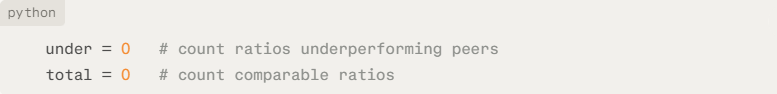 python
under = 0   # count ratios underperforming peers
total = 0   # count comparable ratios